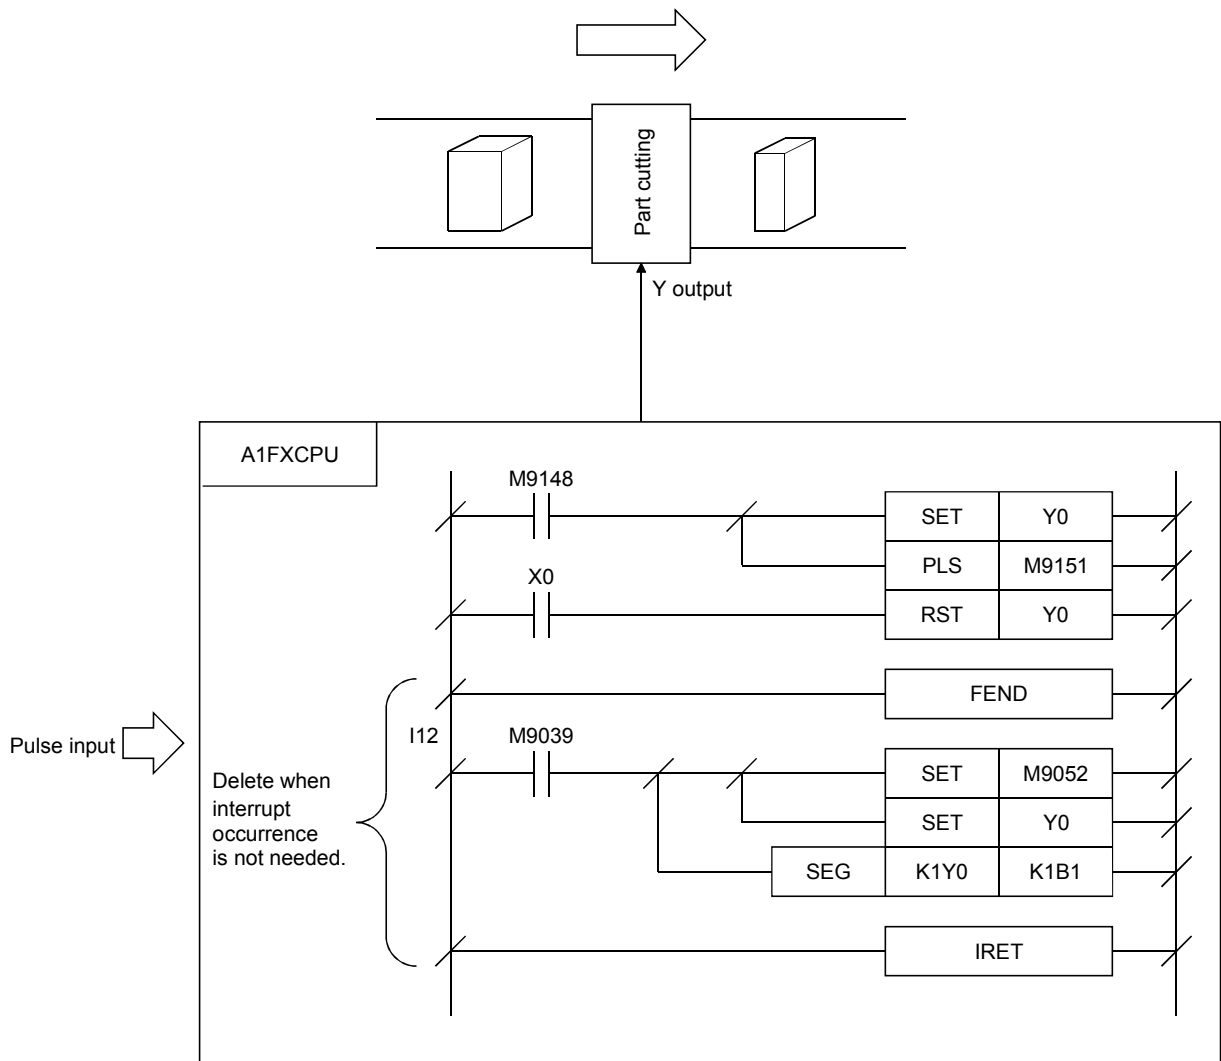 Part cutting
Y output
A1FXCPU
M9148
SET Y0
PLS M9151
X0
RST Y0
FEND
Pulse input
I12
M9039
Delete when
interrupt
occurrence
is not needed.
SET M9052
SET Y0
SEG K1Y0 K1B1
IRET